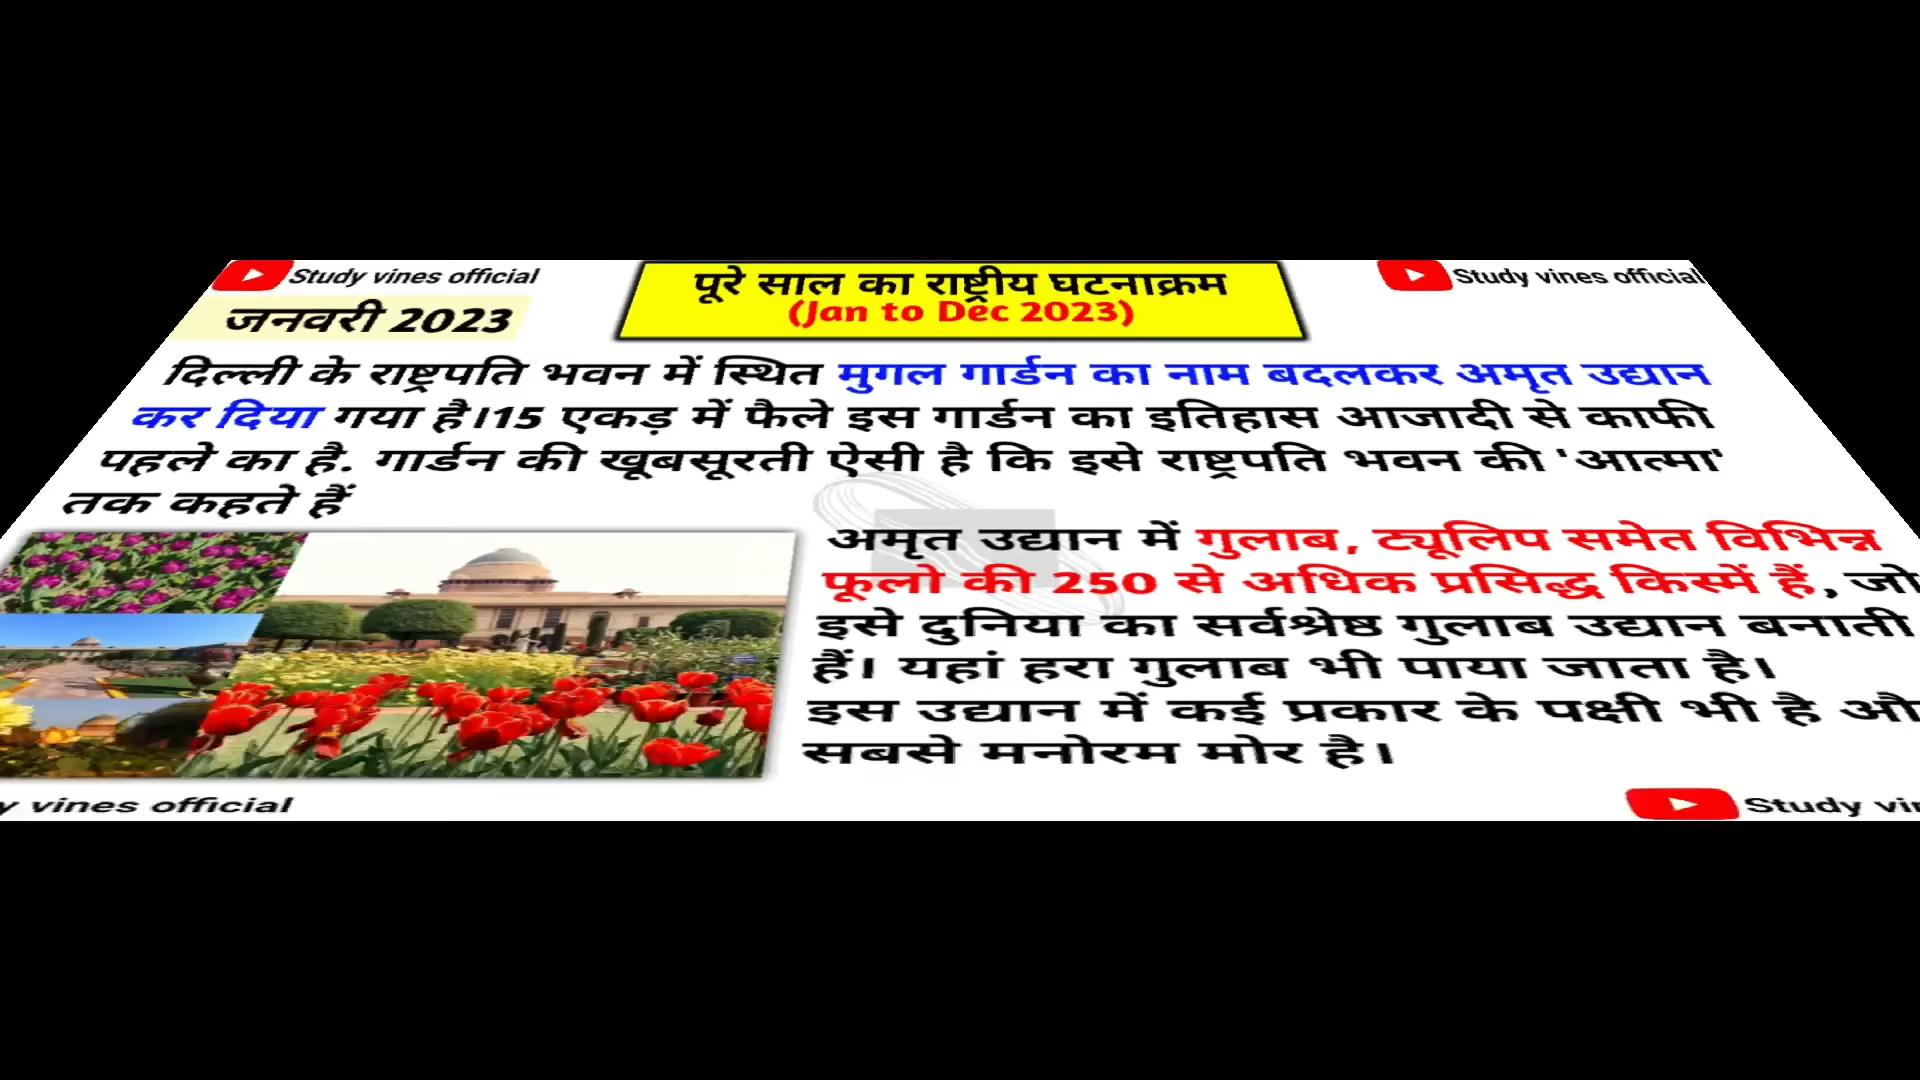 Study vines official
पूरे साल का राष्ट्रीय घटनाक्रम
Study vines official
(Jan to Dec 2023)
जनवरी 2023
दिल्ली के राष्ट्रपति भवन में स्थित मुगल गार्डन का नाम बदलकर अमृत उद्यान
कर दिया गया है।15 एकड़ में फैले इस गार्डन का इतिहास आजादी से काफी
पहले का है. गार्डन की खूबसूरती ऐसी है कि इसे राष्ट्रपति भवन की 'आत्मा'
तक कहते हैं
अमृत उद्यान में गुलाब, ट्यूलिप समेत विभिन्न
फूलो की 250 से अधिक प्रसिद्ध किस्में हैं, जो
इसे दुनिया का सर्वश्रेष्ठ गुलाब उद्यान बनाती
हैं। यहां हरा गुलाब भी पाया जाता है।
इस उद्यान में कई प्रकार के पक्षी भी है
सबसे मनोरम मोर है।
vines official
Study